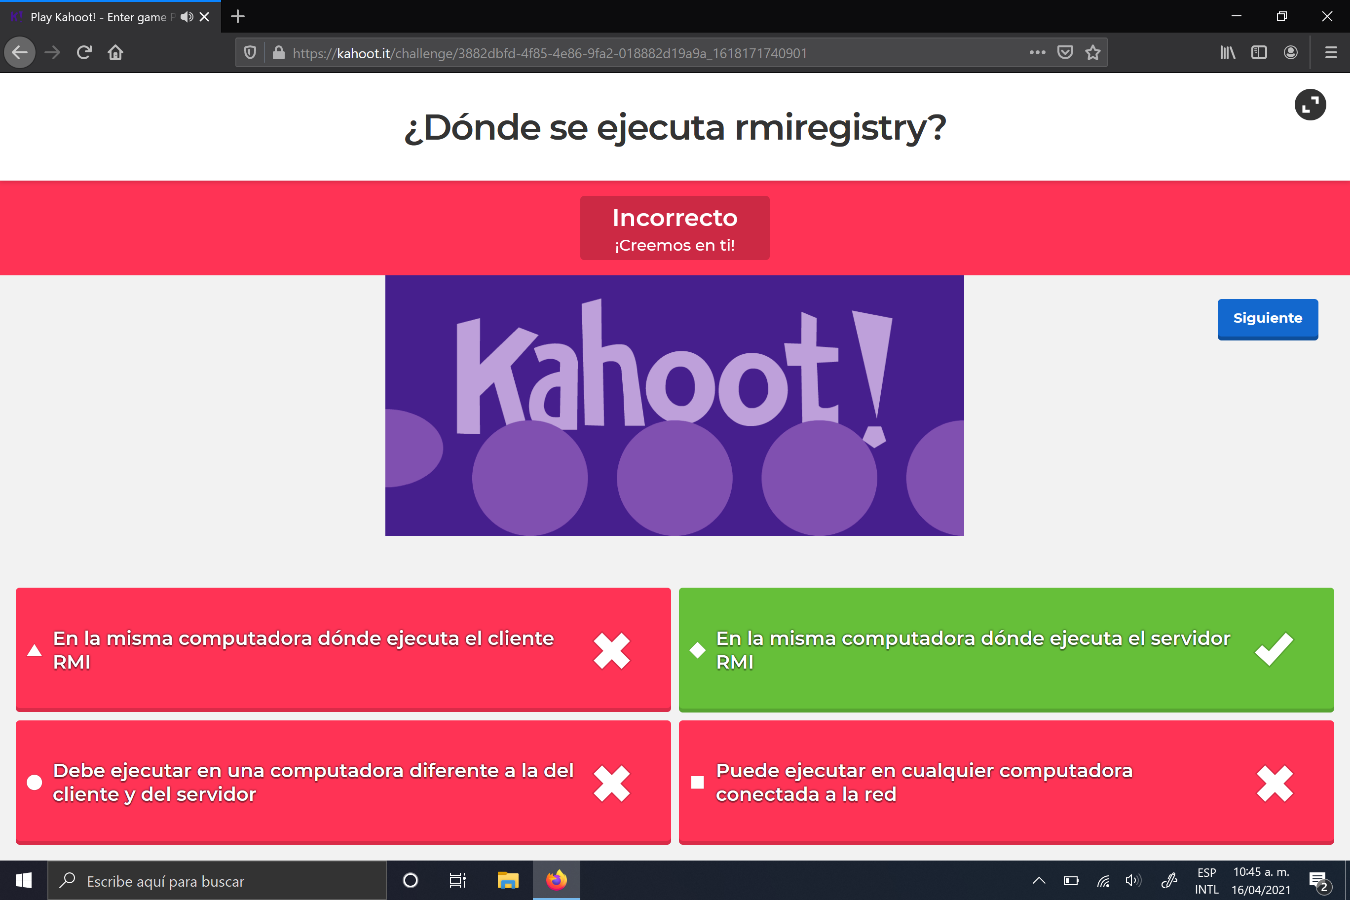 Play Kahoot! - Enter game P
https://kahoot.it/challenge/3882dbfd-4f85-4e86-9fa2-018882d19a9a_1618171740901
¿Dónde se ejecuta rmiregistry?
Incorrecto
¡Creemos en ti!
Kahoot!
Siguiente
En la misma computadora dónde ejecuta el cliente
RMI
En la misma computadora dónde ejecuta el servidor
RMI
Debe ejecutar en una computadora diferente a la del
cliente y del servidor
Puede ejecutar en cualquier computadora
conectada a la red
Escribe aquí para buscar
ESP
INTL
10:45 a. m.
16/04/2021
2